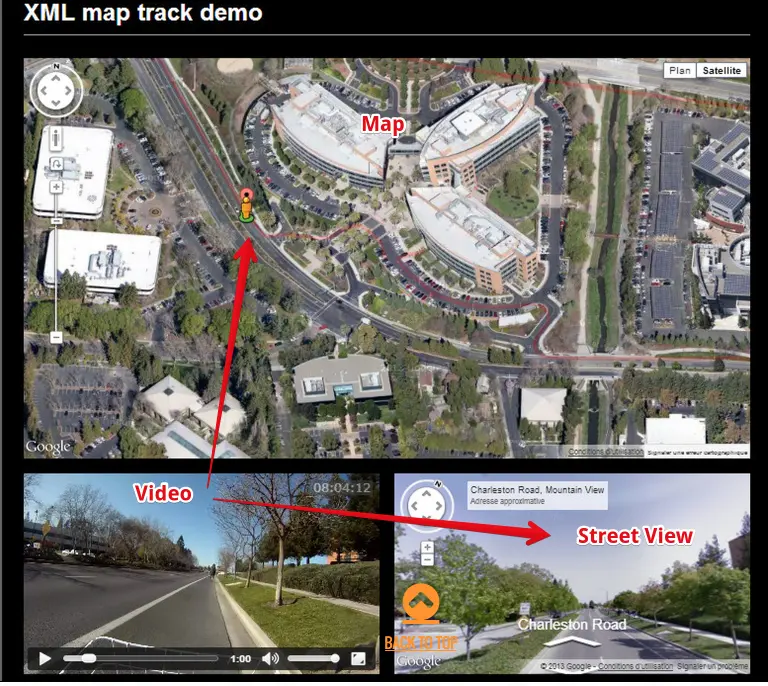 XML map track demo
N
Plan
Satellite
Map
Google
Conditions d'utilisation
Signaler une erreur cartographique
Video
08:04:12
N
Charleston Road, Mountain View
Adresse approximative
Street View
Charleston Road
1:00
BACK TO TOP
Google
© 2013 Google - Conditions d'utilisation Signaler un problème